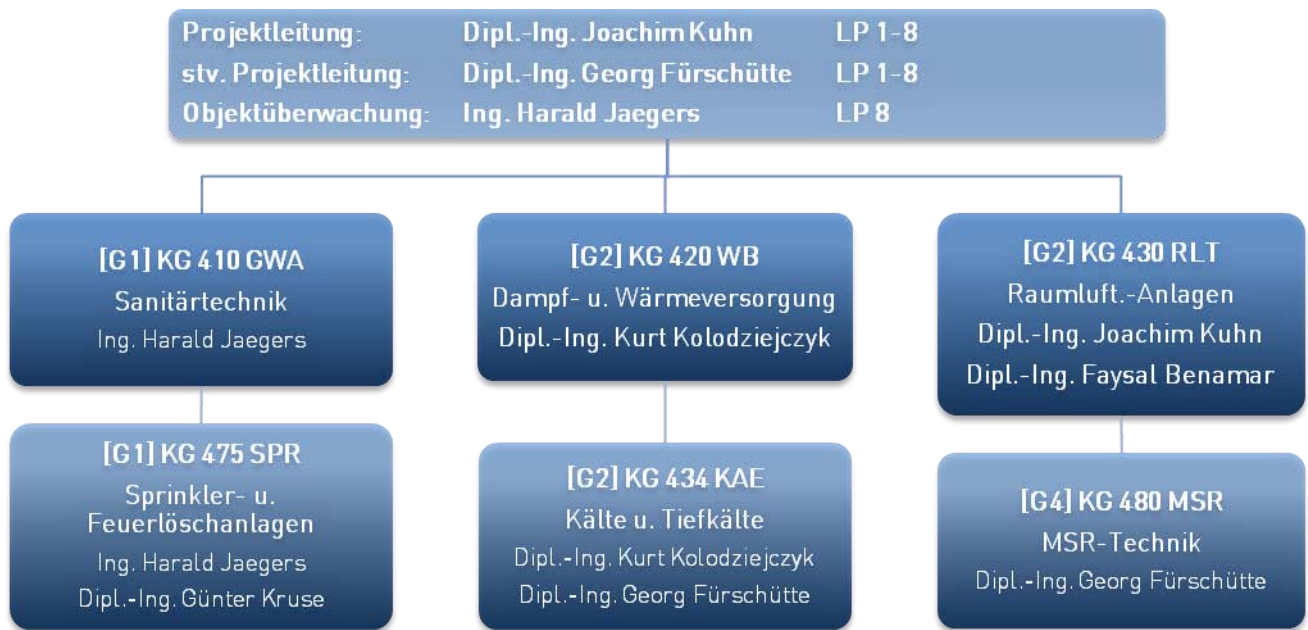 Projektleitung: Dipl.-Ing. Joachim Kuhn LP 1-8
stv. Projektleitung: Dipl.-Ing. Georg Fürschütte LP 1-8
Objektüberwachung: Ing. Harald Jaegers LP 8
[G1] KG 410 GWA
Sanitärtechnik
Ing. Harald Jaegers
[G2] KG 420 WB
Dampf- u. Wärmeversorgung
Dipl.-Ing. Kurt Kolodziejczyk
[G2] KG 430 RLT
Raumluft.-Anlagen
Dipl.-Ing. Joachim Kuhn
Dipl.-Ing. Faysal Benamar
[G1] KG 475 SPR
Sprinkler- u.
Feuerlöschanlagen
Ing. Harald Jaegers
Dipl.-Ing. Günter Kruse
[G2] KG 434 KAE
Kälte u. Tiefkälte
Dipl.-Ing. Kurt Kolodziejczyk
Dipl.-Ing. Georg Fürschütte
[G4] KG 480 MSR
MSR-Technik
Dipl.-Ing. Georg Fürschütte